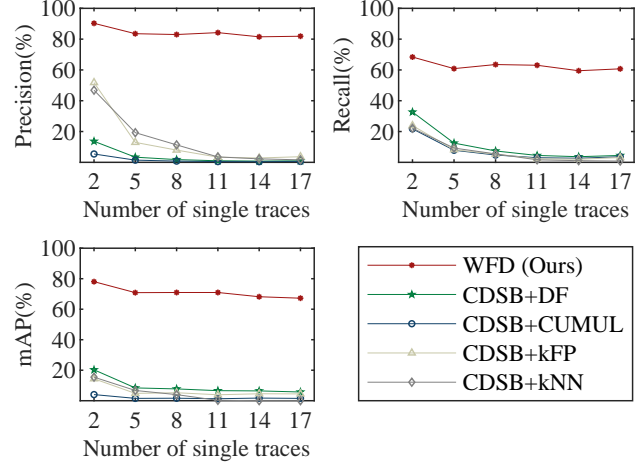 100
80
60
40
20
Precision(%)
2 5 8 11 14 17
Number of single traces
100
80
60
40
20
Recall(%)
2 5 8 11 14 17
Number of single traces
100
80
60
40
20
mAP(%)
2 5 8 11 14 17
Number of single traces
WFD (Ours)
CDSB+DF
CDSB+CUMUL
CDSB+kFP
CDSB+kNN